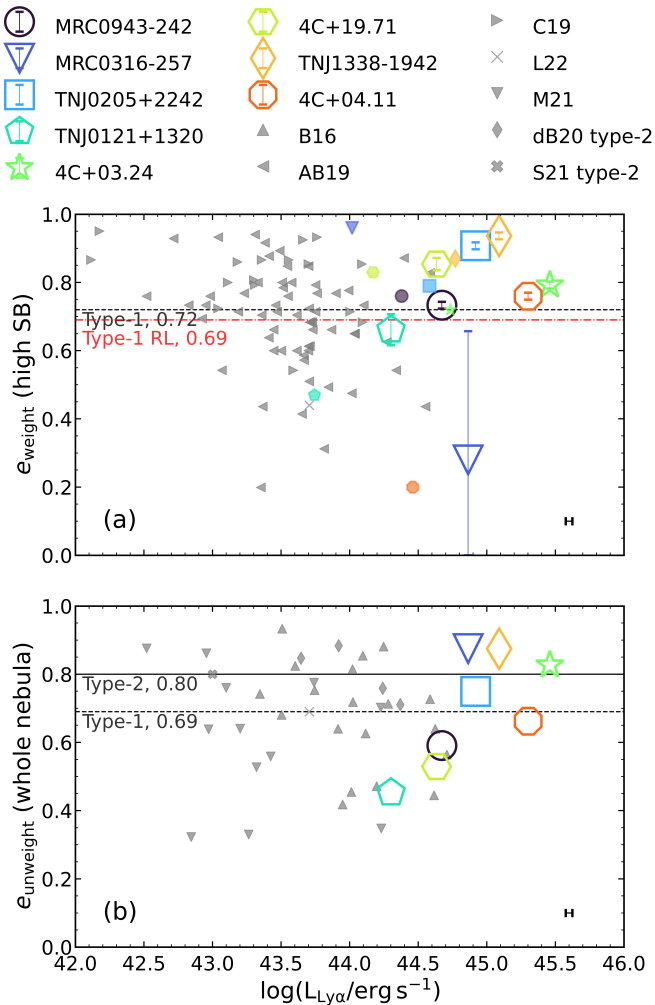 MRC0943-242 4C+19.71 C19
MRC0316-257 TNJ1338-1942 L22
TNJ0205+2242 4C+04.11 M21
TNJ0121+1320 B16 dB20 type-2
4C+03.24 AB19 S21 type-2
1.0
0.8
0.6
0.4
0.2
0.0
e_weight (high SB)
Type-1, 0.72
Type-1 RL, 0.69
(a)
1.0
0.8
0.6
0.4
0.2
0.0
e_unweight (whole nebula)
Type-2, 0.80
Type-1, 0.69
(b)
42.0 42.5 43.0 43.5 44.0 44.5 45.0 45.5 46.0
log(L_Lyα/erg s⁻¹)